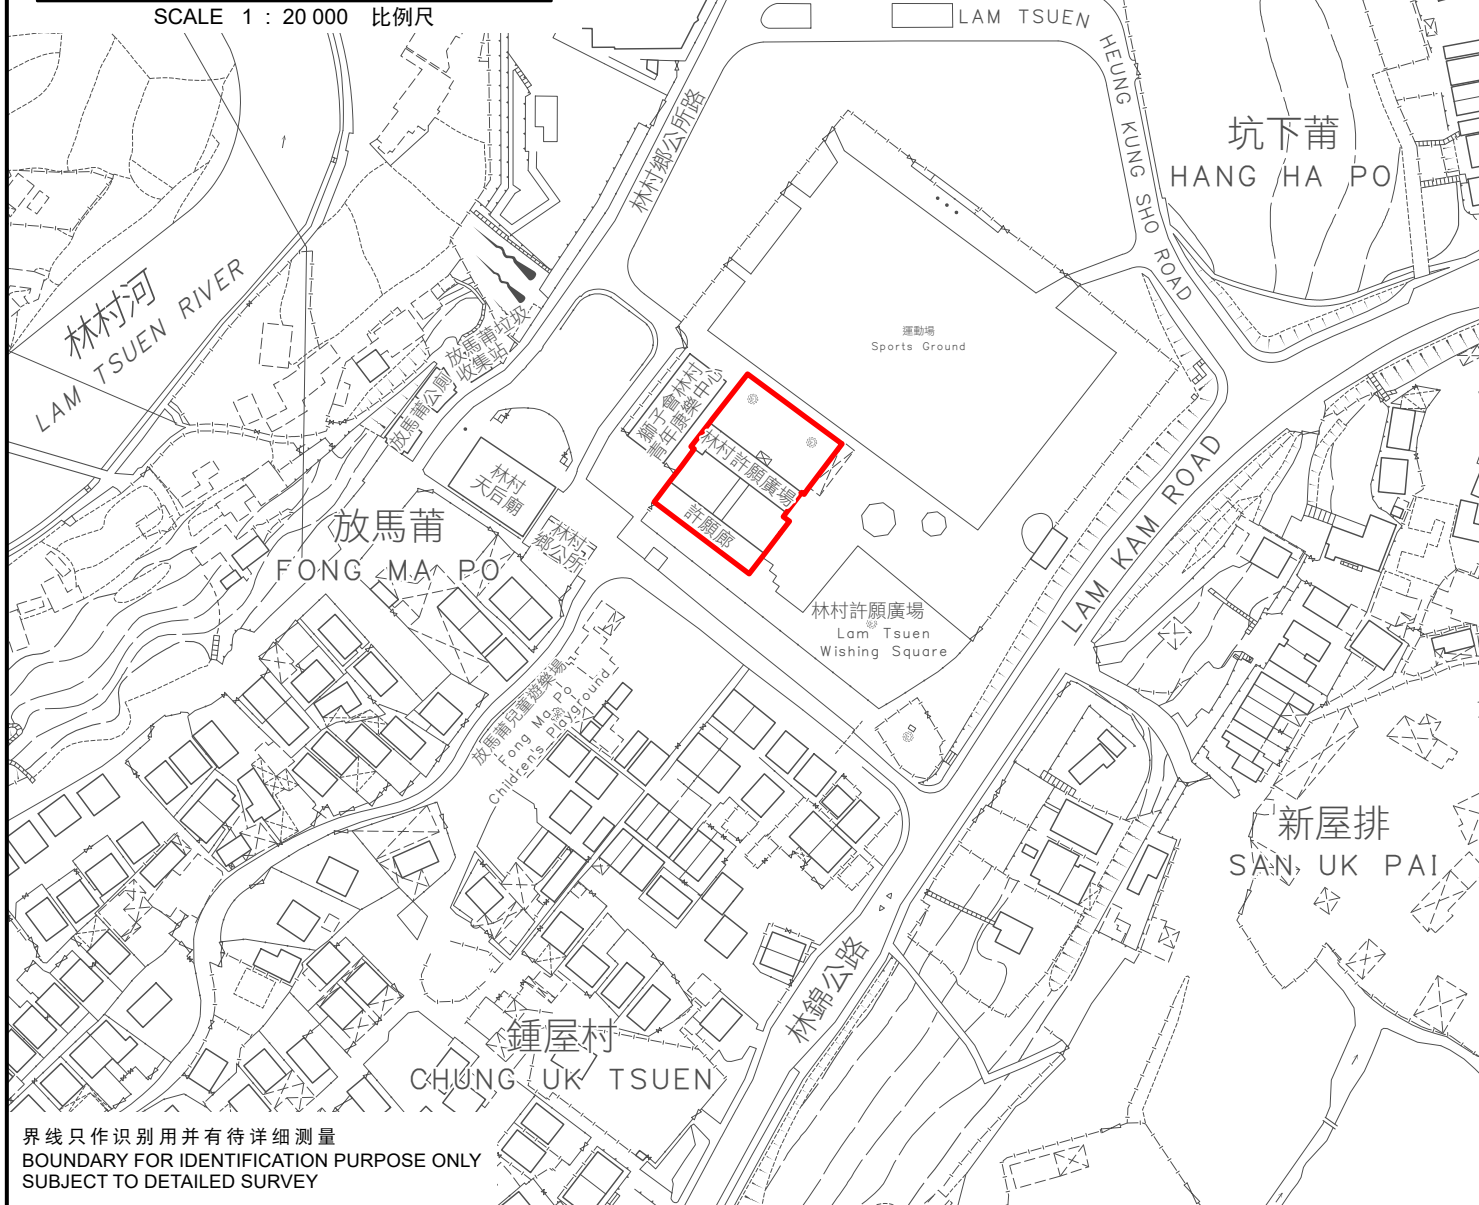 SCALE 1 : 20 000 比例尺
LAM TSUEN HEUNG KUNG SHO ROAD
林村鄉公所路
坑下莆
HANG HA PO
林村河
LAM TSUEN RIVER
運動場
Sports Ground
放馬莆垃圾
收集站
放馬莆公廁
獅子會林村
青年康樂中心
林村許願廣場
許願廊
林村
天后廟
林村
鄉公所
放馬莆
FONG MA PO
LAM KAM ROAD
林村許願廣場
Lam Tsuen
Wishing Square
放馬莆兒童遊樂場
Fong Ma Po
Children's Playground
新屋排
SAN UK PAI
林錦公路
鍾屋村
CHUNG UK TSUEN
界线只作识别用并有待详细测量
BOUNDARY FOR IDENTIFICATION PURPOSE ONLY
SUBJECT TO DETAILED SURVEY